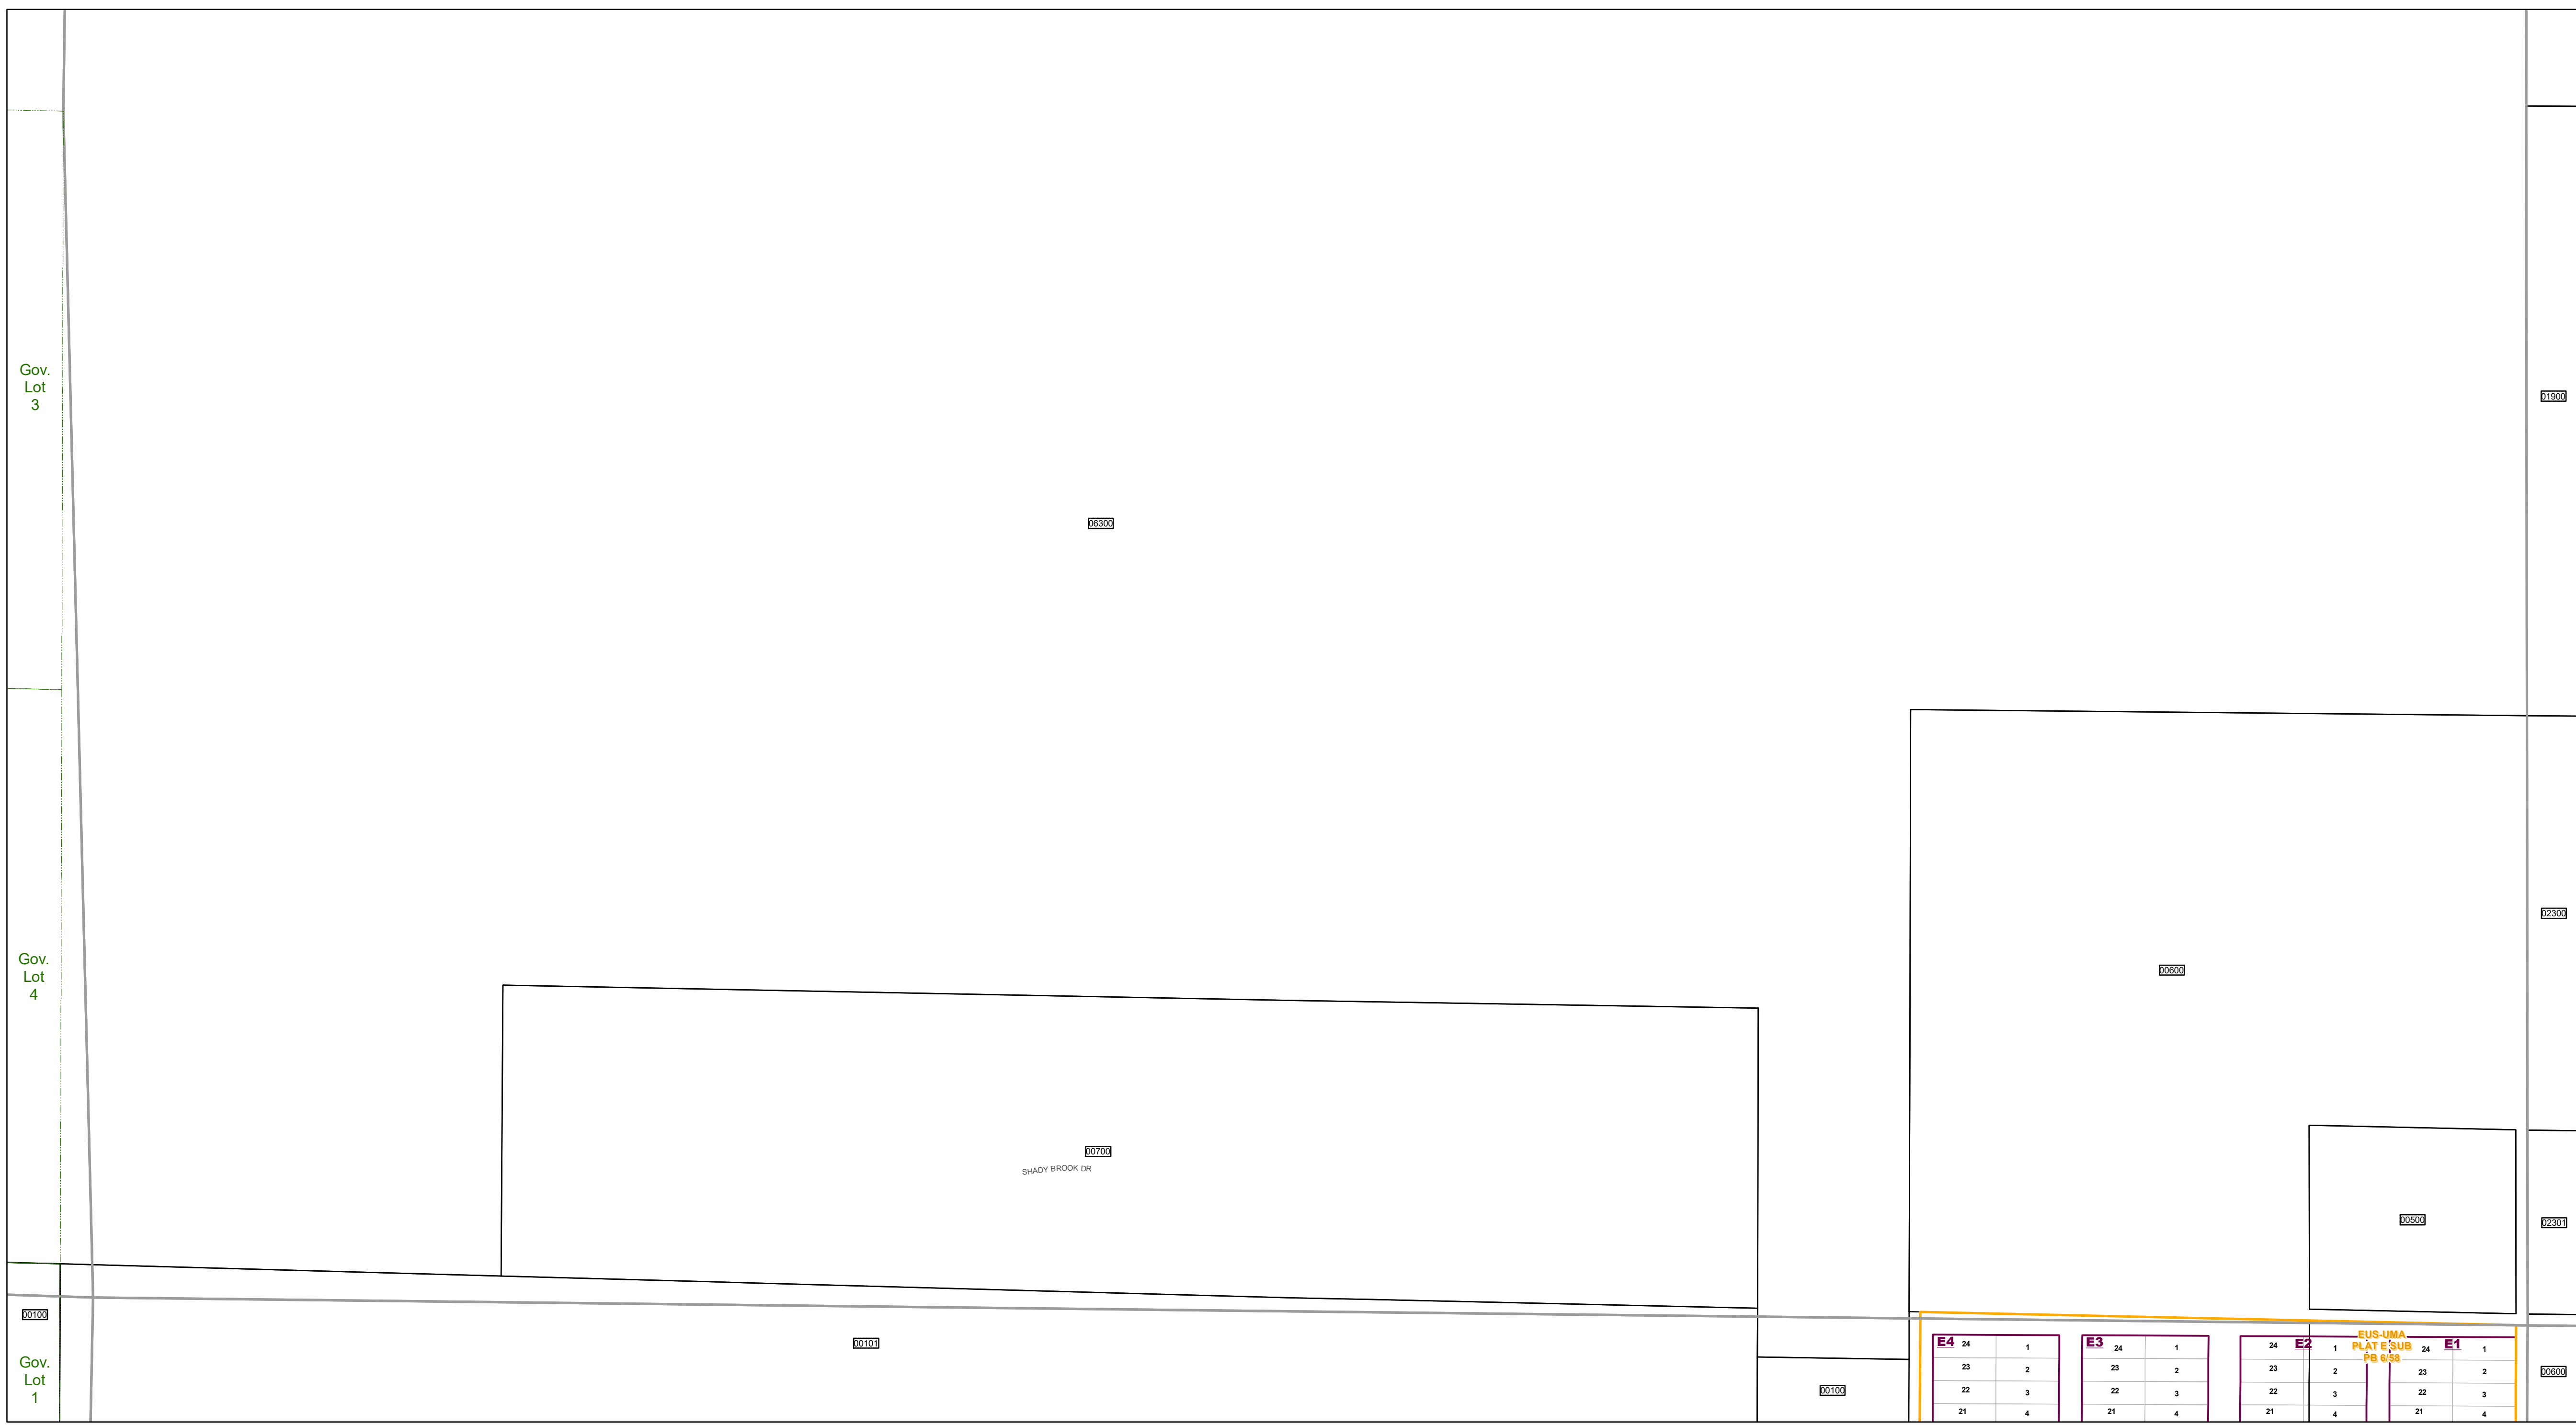 Gov.
Lot
3
01900
06300
02300
Gov.
Lot
4
00600
00700
SHADY BROOK DR
00500
02301
00100
00101
Gov.
Lot
1
00100
E4 24 1
23 2
22 3
21 4
E3 24 1
23 2
22 3
21 4
E2 24 1
23 2
22 3
21 4
EUS-UMA
PLAT E SUB
PB 6/58
E1 24 1
23 2
22 3
21 4
00600